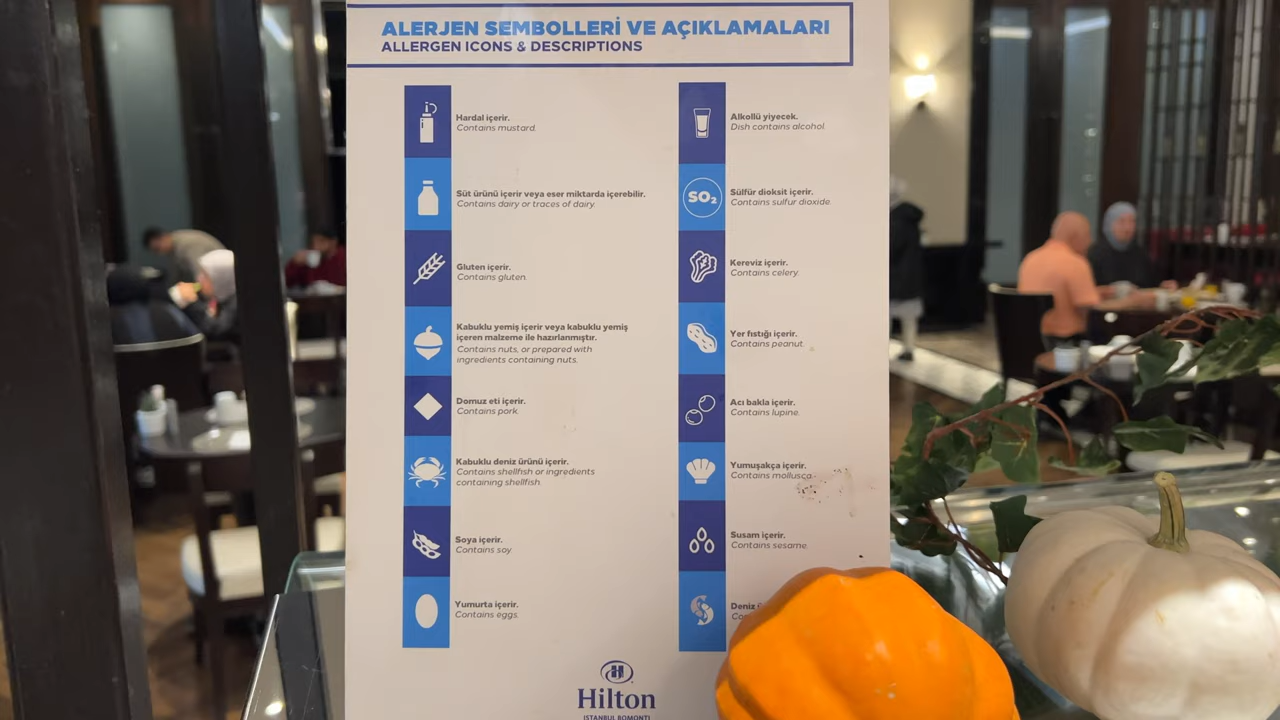 ALERJEN SEMBOLLERİ VE AÇIKLAMALARI
ALLERGEN ICONS & DESCRIPTIONS
Hardal içerir.
Contains mustard.
Süt ürünü içerir veya eser miktarda içerebilir.
Contains dairy or traces of dairy.
Gluten içerir.
Contains gluten.
Kabuklu yemiş içerir veya kabuklu yemiş
içeren malzeme ile hazırlanmıştır.
Contains nuts, or prepared with
ingredients containing nuts.
Domuz eti içerir.
Contains pork.
Kabuklu deniz ürünü içerir.
Contains shellfish or ingredients
containing shellfish.
Soya içerir.
Contains soy.
Yumurta içerir.
Contains eggs.
Alkollü yiyecek.
Dish contains alcohol.
SO₂
Sülfür dioksit içerir.
Contains sulfur dioxide.
Kereviz içerir.
Contains celery.
Yer fıstığı içerir.
Contains peanut.
Acı bakla içerir.
Contains lupine.
Yumuşakça içerir.
Contains mollusca.
Susam içerir.
Contains sesame.
Deniz
Hilton
ISTANBUL BOMONTI